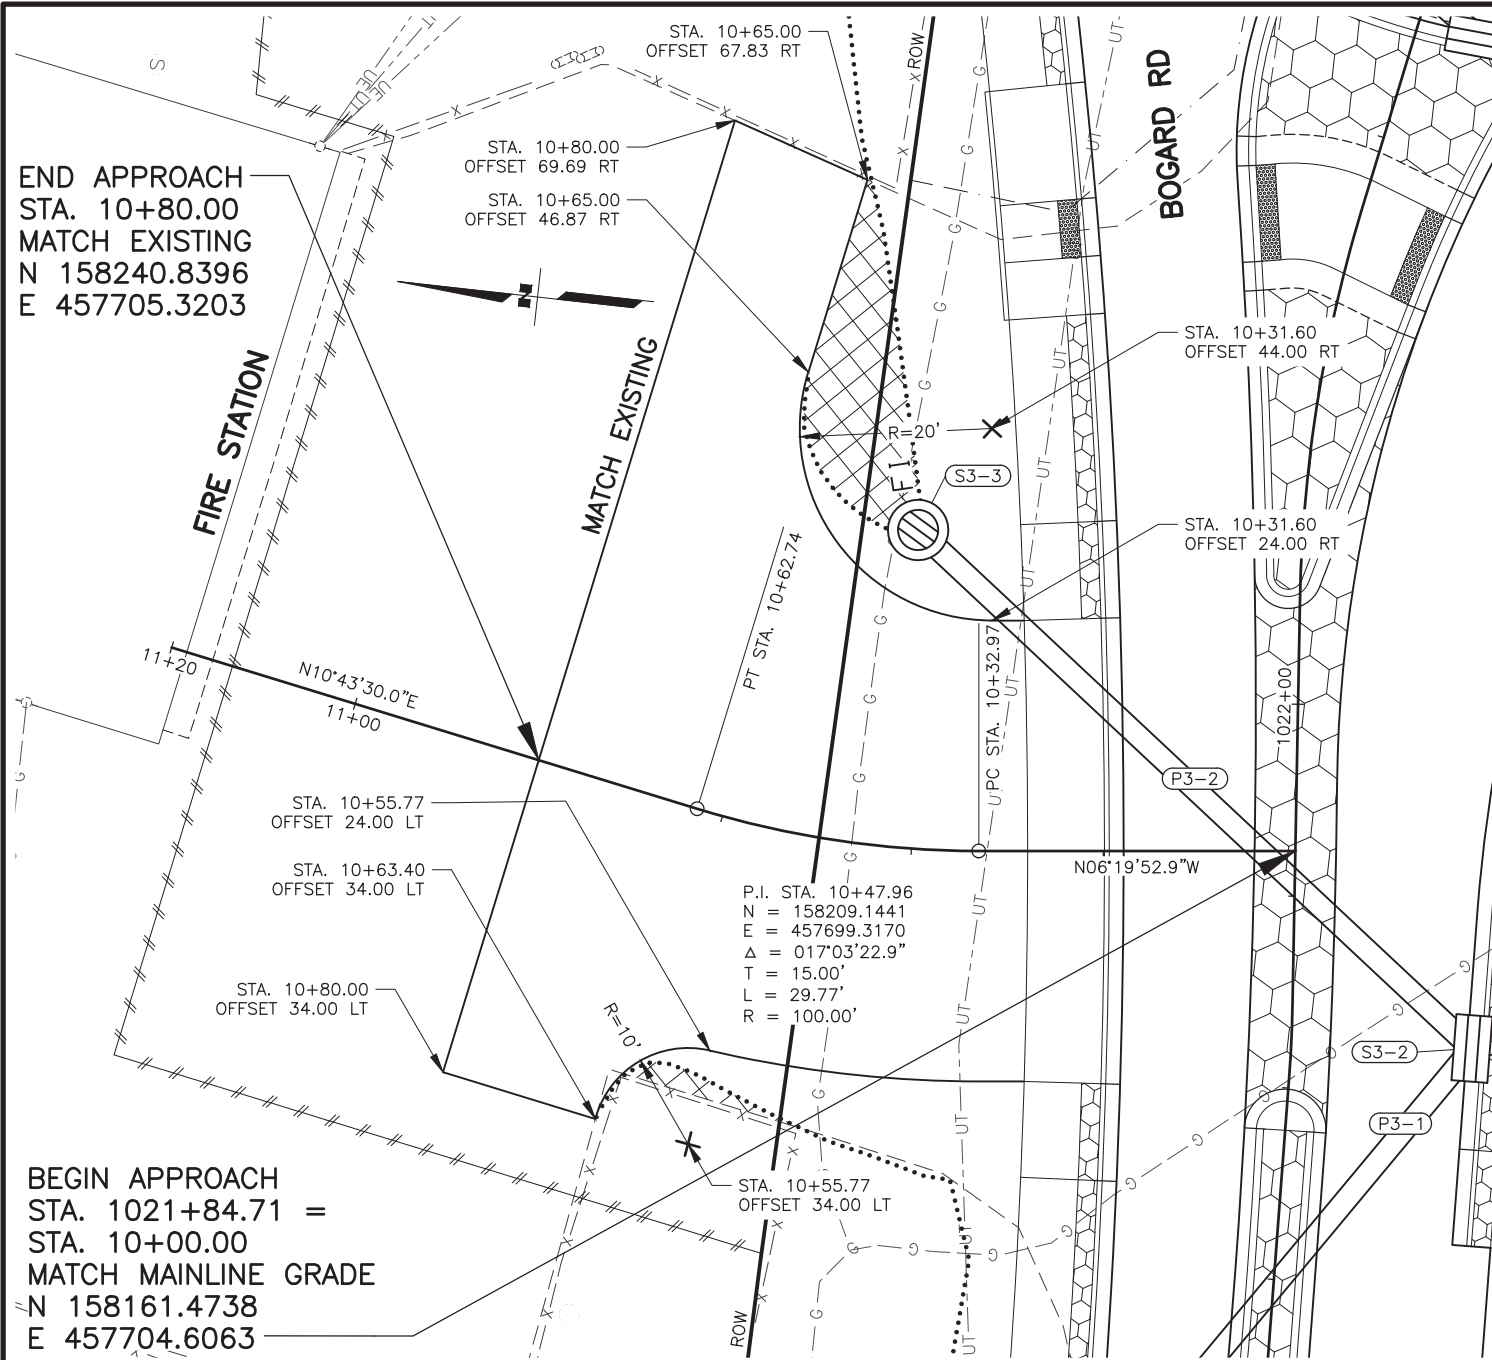 STA. 10+65.00
OFFSET 67.83 RT
ROW
X
UT
BOGARD RD
S
UE
UT
UE
STA. 10+80.00
OFFSET 69.69 RT
STA. 10+65.00
OFFSET 46.87 RT
END APPROACH
STA. 10+80.00
MATCH EXISTING
N 158240.8396
E 457705.3203
N
G
STA. 10+31.60
OFFSET 44.00 RT
FIRE STATION
MATCH EXISTING
R=20'
FI
S3-3
STA. 10+31.60
OFFSET 24.00 RT
PT STA. 10+62.74
PC STA. 10+32.97
11+20
N10°43'30.0"E
11+00
1022+00
P3-2
STA. 10+55.77
OFFSET 24.00 LT
STA. 10+63.40
OFFSET 34.00 LT
N06°19'52.9"W
P.I. STA. 10+47.96
N = 158209.1441
E = 457699.3170
Δ = 017°03'22.9"
T = 15.00'
L = 29.77'
R = 100.00'
STA. 10+80.00
OFFSET 34.00 LT
R=10'
S3-2
P3-1
STA. 10+55.77
OFFSET 34.00 LT
BEGIN APPROACH
STA. 1021+84.71 =
STA. 10+00.00
MATCH MAINLINE GRADE
N 158161.4738
E 457704.6063
ROW
UT